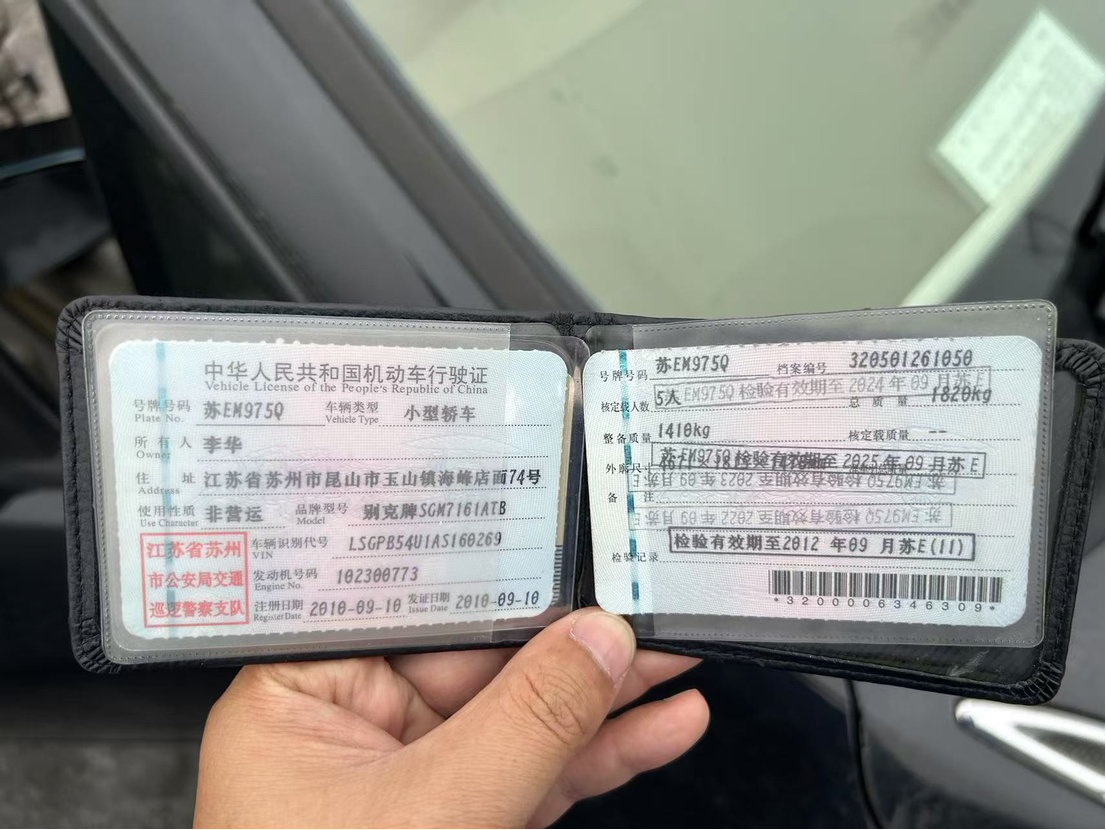 中华人民共和国机动车行驶证
Vehicle License of the People's Republic of China
号牌号码 苏EM975Q 车辆类型 小型轿车
Plate No. Vehicle Type
所有人 李华
Owner
住址 江苏省苏州市昆山市玉山镇海峰店面74号
Address
使用性质 非营运 品牌型号 别克牌SGM7161ATB
Use Character Model
江苏省苏州
市公安局交通
巡逻警察支队
车辆识别代号 LSGPB54U1AS160269
VIN
发动机号码 102300773
Engine No.
注册日期 2010-09-10 发证日期 2010-09-10
Register Date Issue Date
号牌号码 苏EM975Q 档案编号 320501261050
核定载人数 5人 总质量 1820kg
EM975Q 检验有效期至2024年09月苏E
整备质量 1410kg 核定载质量 --
外廓尺寸
苏EM975Q 检验有效期至2025年09月苏E
苏EM975Q 检验有效期至2023年09月苏E
备注
苏EM975Q 检验有效期至2022年09月苏E
检验有效期至2012年09月苏E(11)
检验记录
*3200006346309*